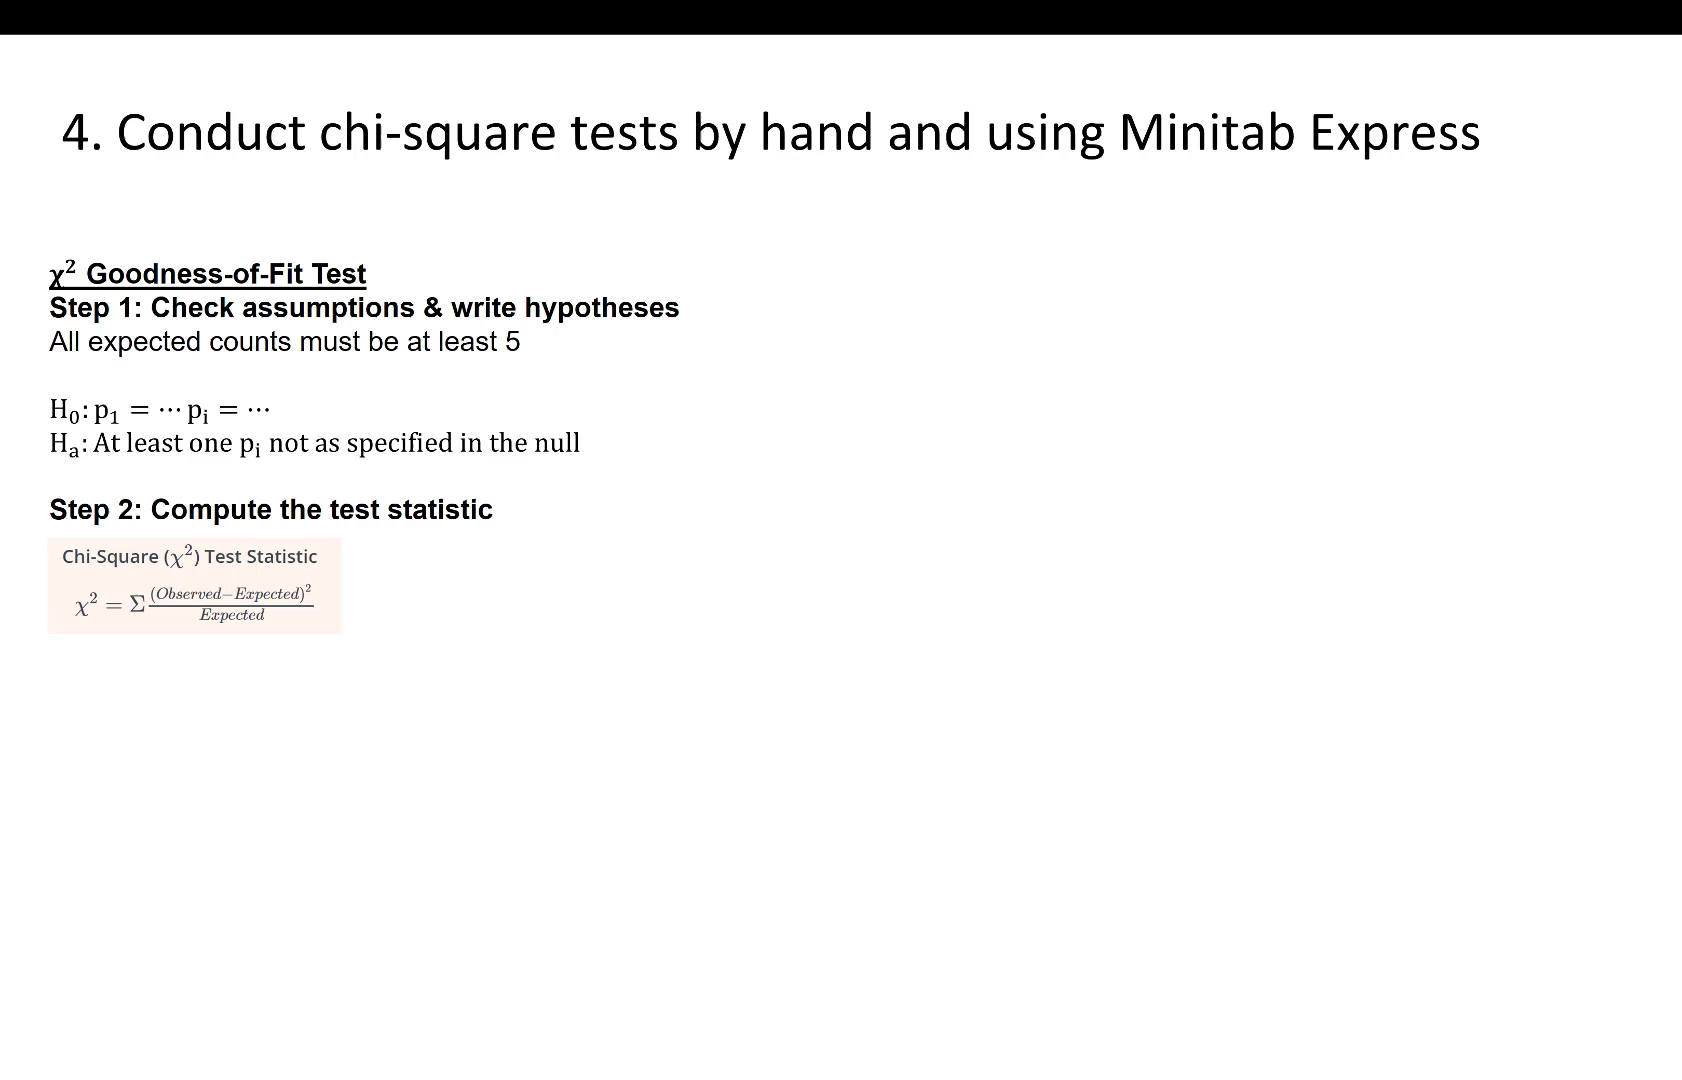 4. Conduct chi-square tests by hand and using Minitab Express
χ² Goodness-of-Fit Test
Step 1: Check assumptions & write hypotheses
All expected counts must be at least 5
H₀: p₁ = ⋯ pᵢ = ⋯
Hₐ: At least one pᵢ not as specified in the null
Step 2: Compute the test statistic
Chi-Square (χ²) Test Statistic
χ² = Σ (Observed−Expected)² / Expected